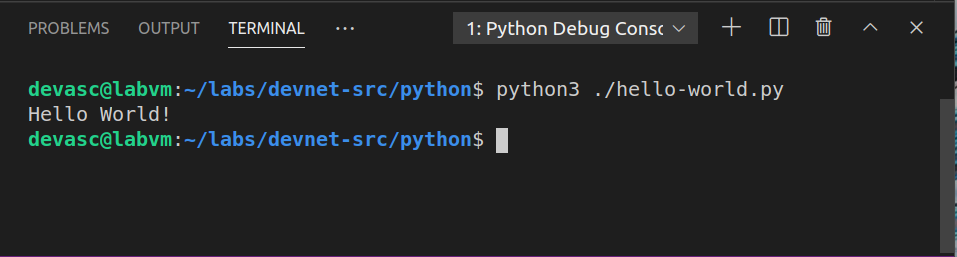 PROBLEMS OUTPUT TERMINAL ··· 1: Python Debug Consc
devasc@labvm:~/labs/devnet-src/python$ python3 ./hello-world.py
Hello World!
devasc@labvm:~/labs/devnet-src/python$